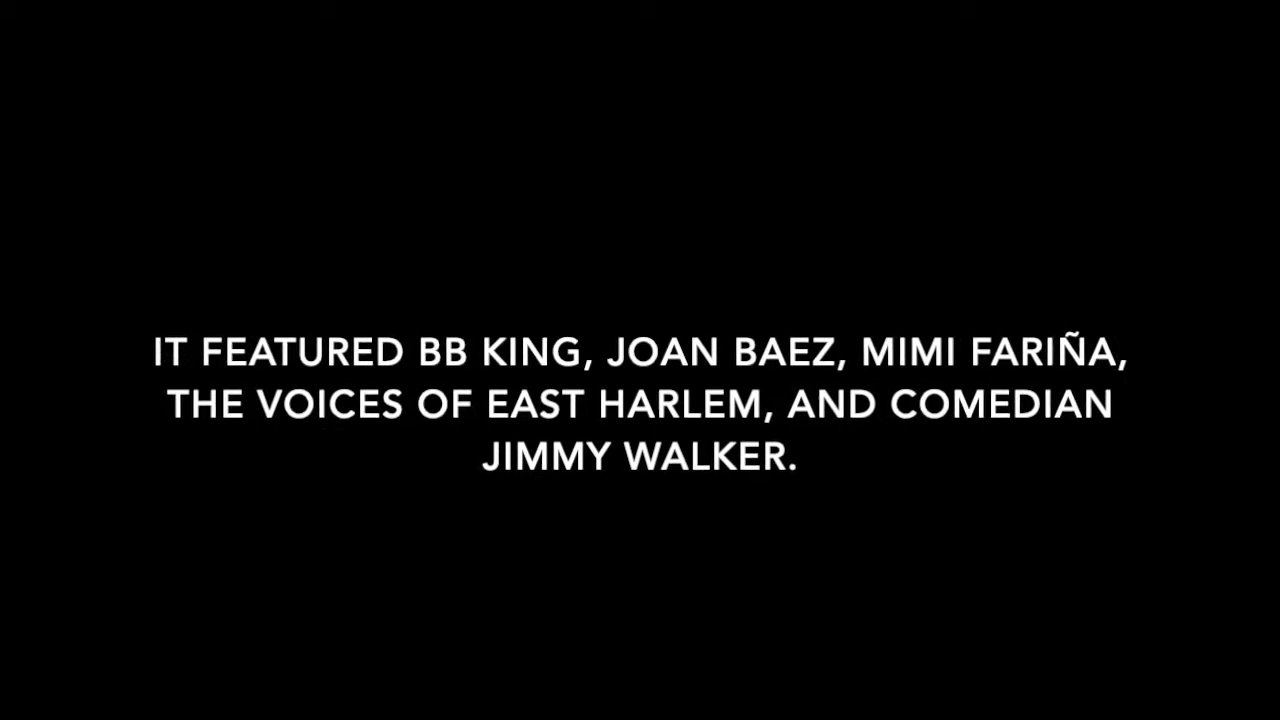 IT FEATURED BB KING, JOAN BAEZ, MIMI FARIÑA,
THE VOICES OF EAST HARLEM, AND COMEDIAN
JIMMY WALKER.